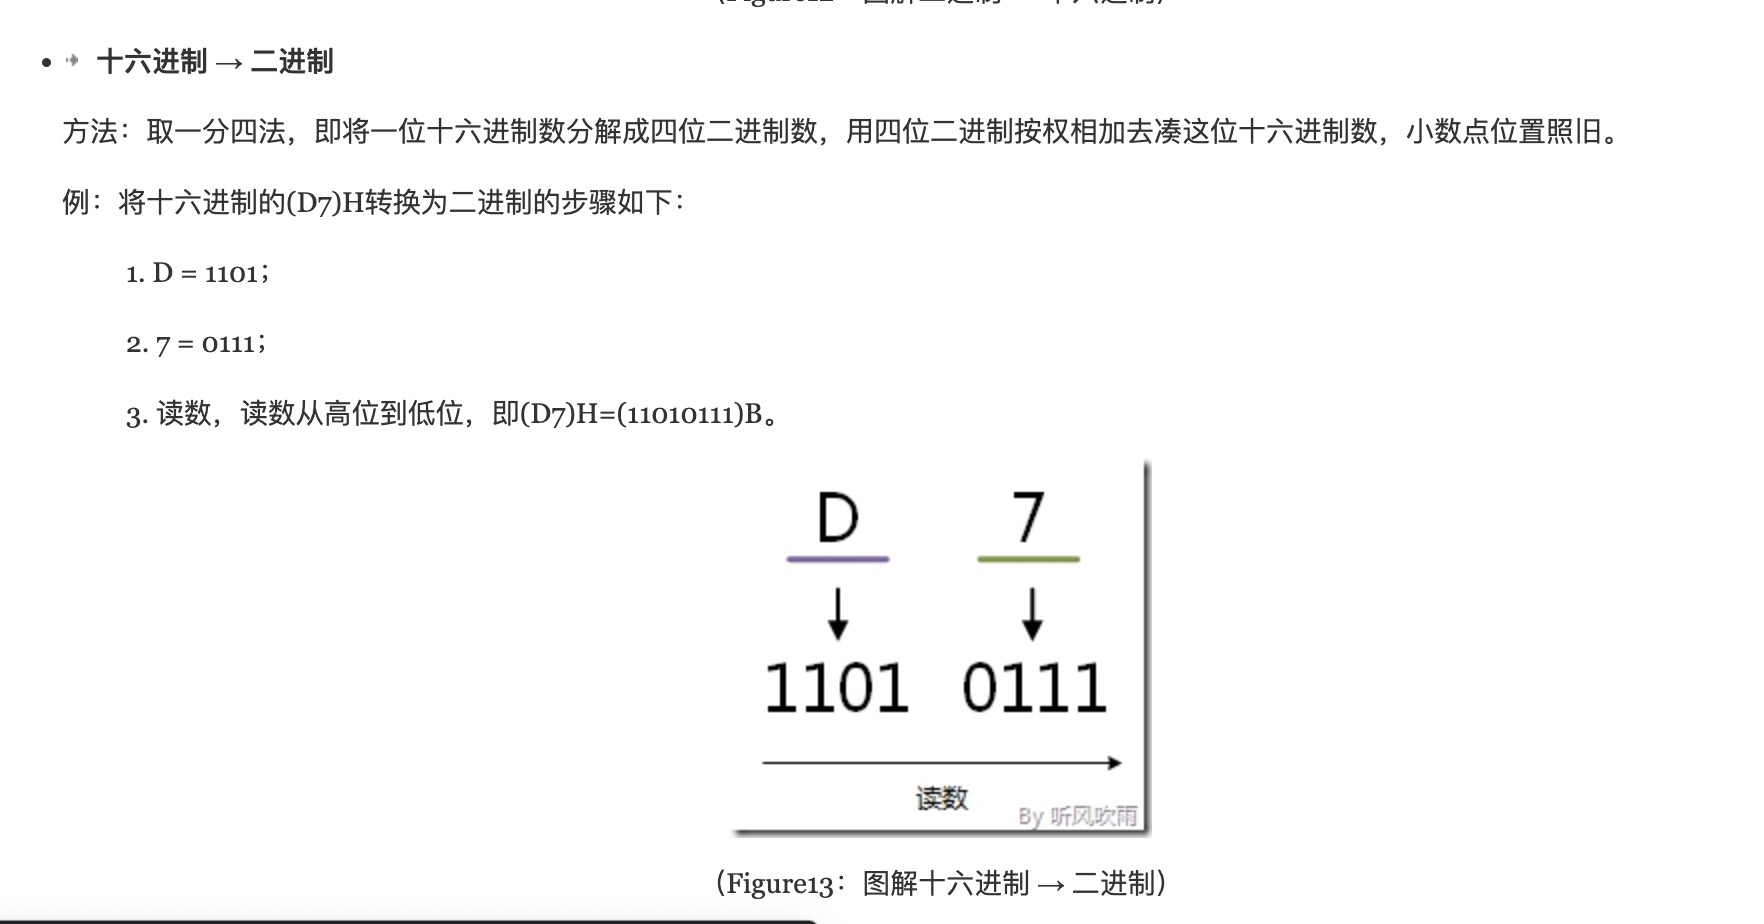 十六进制 → 二进制
方法：取一分四法，即将一位十六进制数分解成四位二进制数，用四位二进制按权相加去凑这位十六进制数，小数点位置照旧。
例：将十六进制的(D7)H转换为二进制的步骤如下：
1. D = 1101；
2. 7 = 0111；
3. 读数，读数从高位到低位，即(D7)H=(11010111)B。
D 7
1101 0111
读数
By 听风吹雨
（Figure13：图解十六进制 → 二进制）